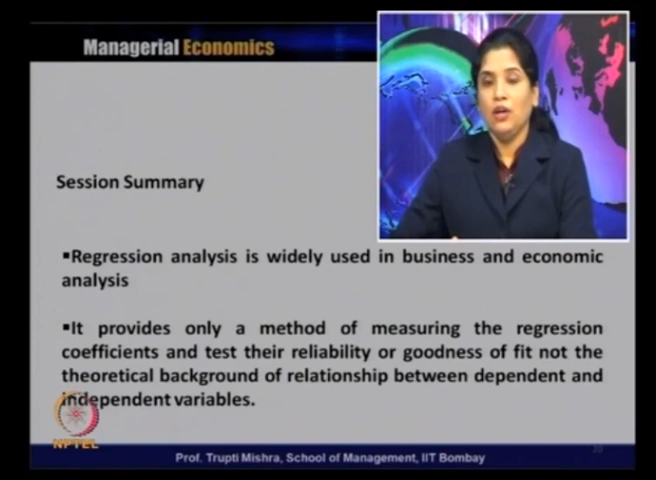 Managerial Economics
Session Summary
▪Regression analysis is widely used in business and economic
analysis
▪It provides only a method of measuring the regression
coefficients and test their reliability or goodness of fit not the
theoretical background of relationship between dependent and
independent variables.
NPTEL
Prof. Trupti Mishra, School of Management, IIT Bombay